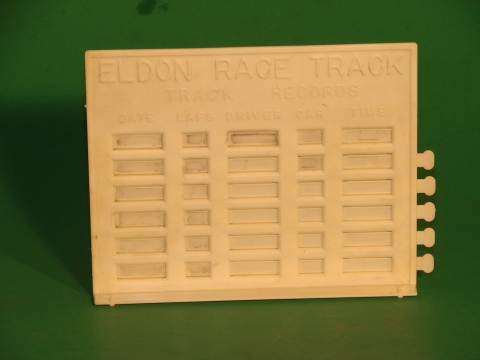 ELDON RACE TRACK
TRACK RECORDS
DATE LAPS DRIVER CAR TIME